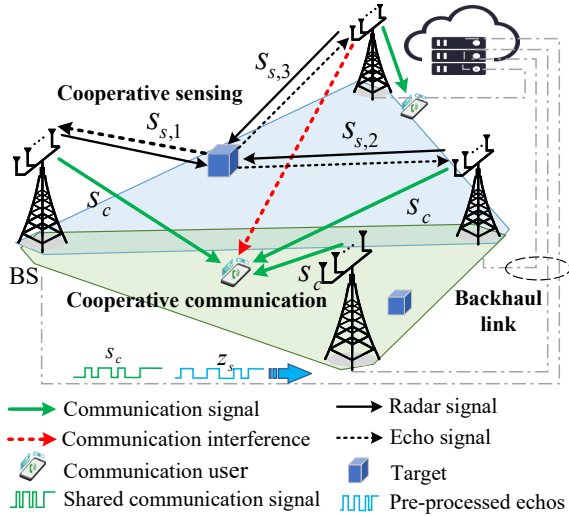 S_{s,3}
Cooperative sensing
S_{s,1}
S_{s,2}
S_c
S_c
BS
S_c
Cooperative communication
Backhaul
link
s_c
z_s
Communication signal
Radar signal
Communication interference
Echo signal
Communication user
Target
Shared communication signal
Pre-processed echos